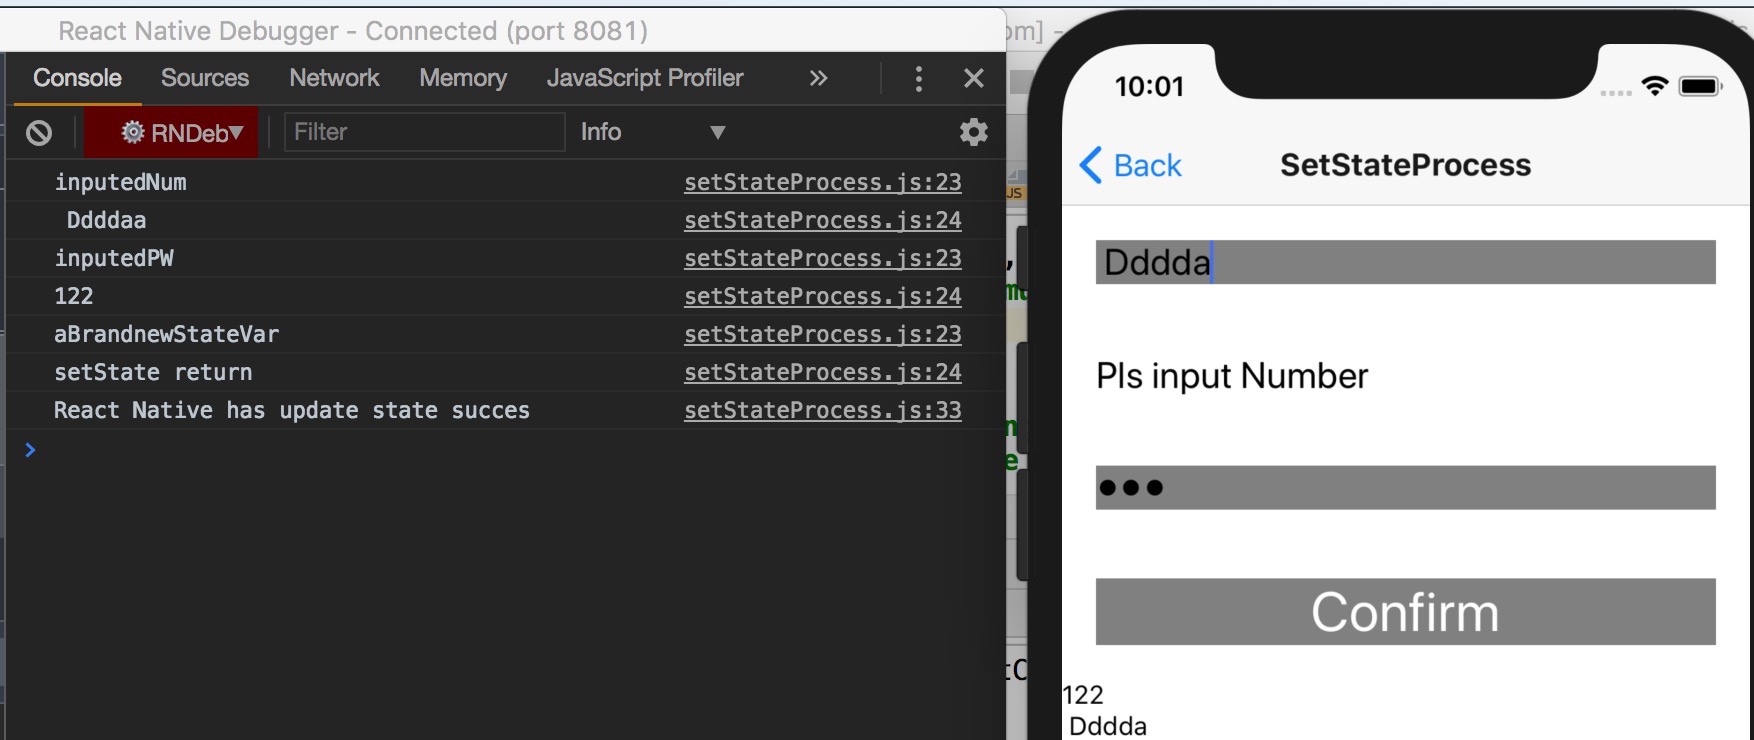 React Native Debugger - Connected (port 8081)
Console Sources Network Memory JavaScript Profiler »
RNDeb Filter Info
inputedNum setStateProcess.js:23
Ddddaa setStateProcess.js:24
inputedPW setStateProcess.js:23
122 setStateProcess.js:24
aBrandnewStateVar setStateProcess.js:23
setState return setStateProcess.js:24
React Native has update state succes setStateProcess.js:33
om] -
JS
10:01
Back SetStateProcess
Dddda
Pls input Number
●●●
Confirm
122
Dddda